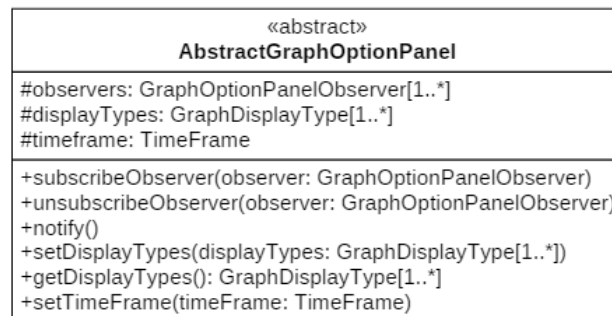 «abstract»
AbstractGraphOptionPanel
#observers: GraphOptionPanelObserver[1..*]
#displayTypes: GraphDisplayType[1..*]
#timeframe: TimeFrame
+subscribeObserver(observer: GraphOptionPanelObserver)
+unsubscribeObserver(observer: GraphOptionPanelObserver)
+notify()
+setDisplayTypes(displayTypes: GraphDisplayType[1..*])
+getDisplayTypes(): GraphDisplayType[1..*]
+setTimeFrame(timeFrame: TimeFrame)